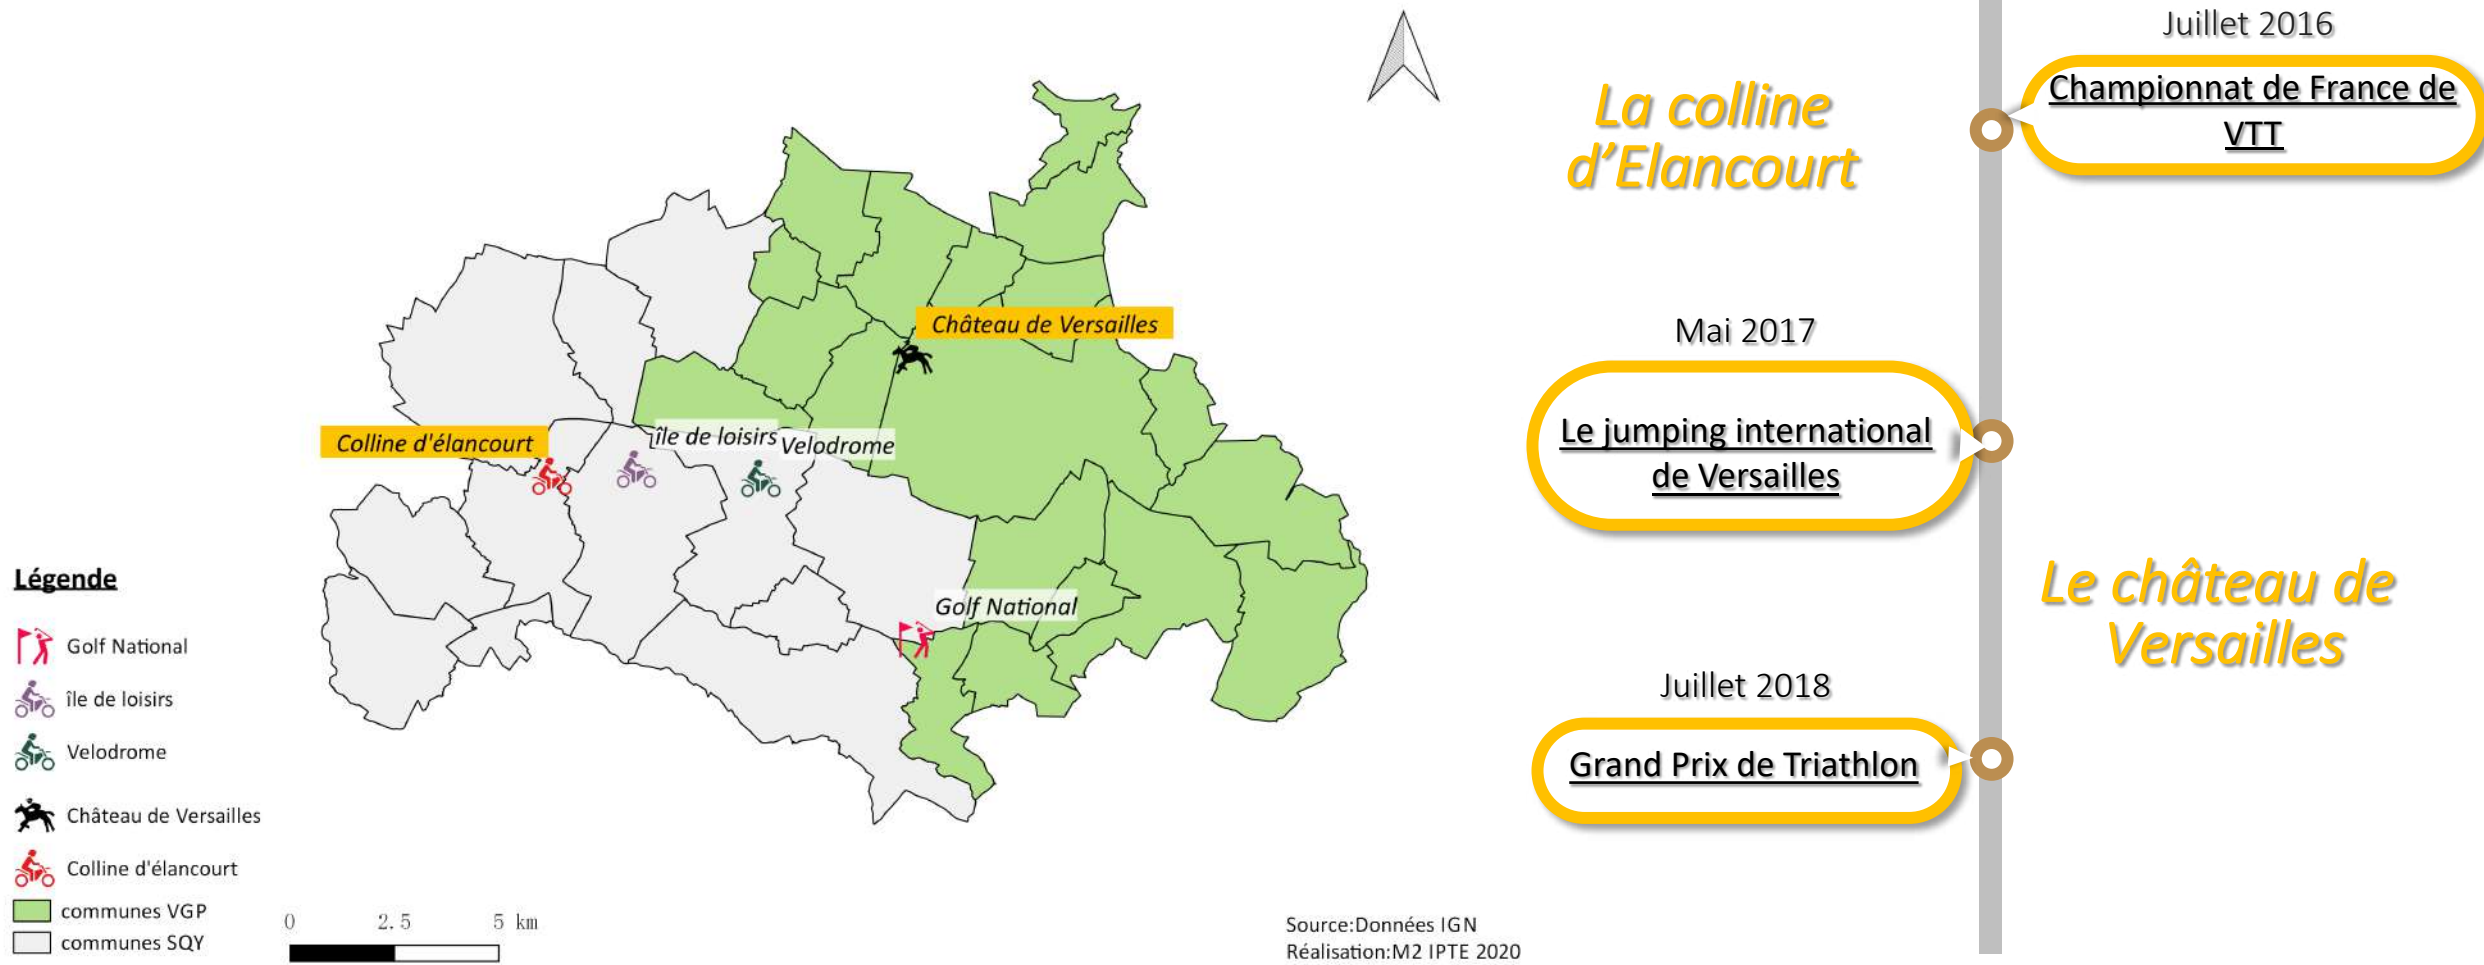 Château de Versailles
Colline d'élancourt
île de loisirs
Velodrome
Golf National
Légende
Golf National
île de loisirs
Velodrome
Château de Versailles
Colline d'élancourt
communes VGP
communes SQY
0 2.5 5 km
Source:Données IGN
Réalisation:M2 IPTE 2020
La colline
d'Elancourt
Juillet 2016
Championnat de France de
VTT
Mai 2017
Le jumping international
de Versailles
Le château de
Versailles
Juillet 2018
Grand Prix de Triathlon